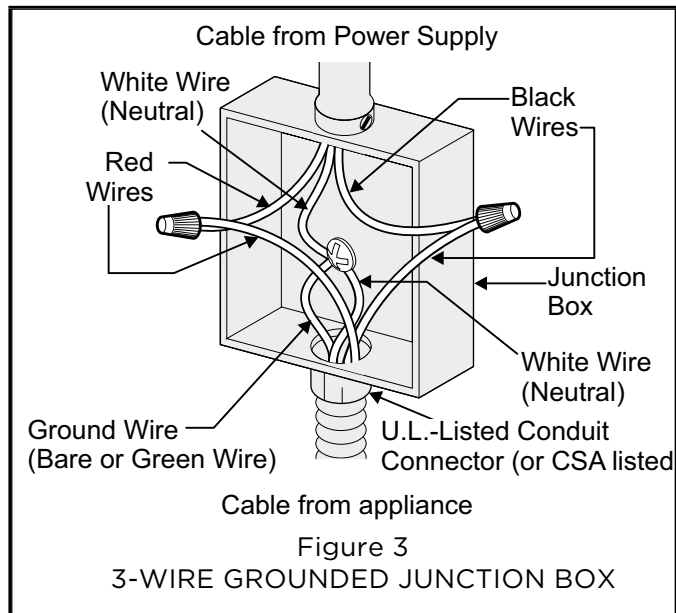 Cable from Power Supply
White Wire
(Neutral)
Black
Wires
Red
Wires
Junction
Box
White Wire
(Neutral)
Ground Wire
(Bare or Green Wire)
U.L.-Listed Conduit
Connector (or CSA listed
Cable from appliance
Figure 3
3-WIRE GROUNDED JUNCTION BOX